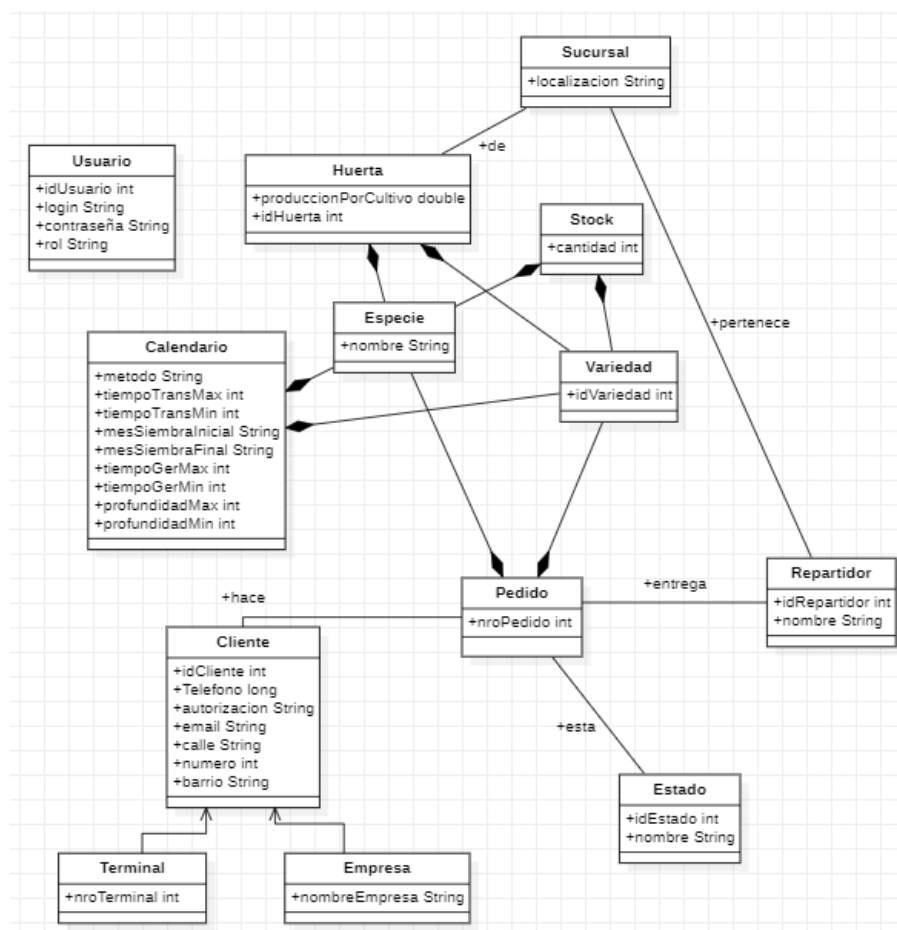 Sucursal
+localizacion String
+de
Usuario
+idUsuario int
+login String
+contraseña String
+rol String
Huerta
+produccionPorCultivo double
+idHuerta int
Stock
+cantidad int
Especie
+nombre String
+pertenece
Calendario
+metodo String
+tiempoTransMax int
+tiempoTransMin int
+mesSiembraInicial String
+mesSiembraFinal String
+tiempoGerMax int
+tiempoGerMin int
+profundidadMax int
+profundidadMin int
Variedad
+idVariedad int
Repartidor
+idRepartidor int
+nombre String
+entrega
Pedido
+nroPedido int
+hace
Cliente
+idCliente int
+Telefono long
+autorizacion String
+email String
+calle String
+numero int
+barrio String
+esta
Estado
+idEstado int
+nombre String
Terminal
+nroTerminal int
Empresa
+nombreEmpresa String